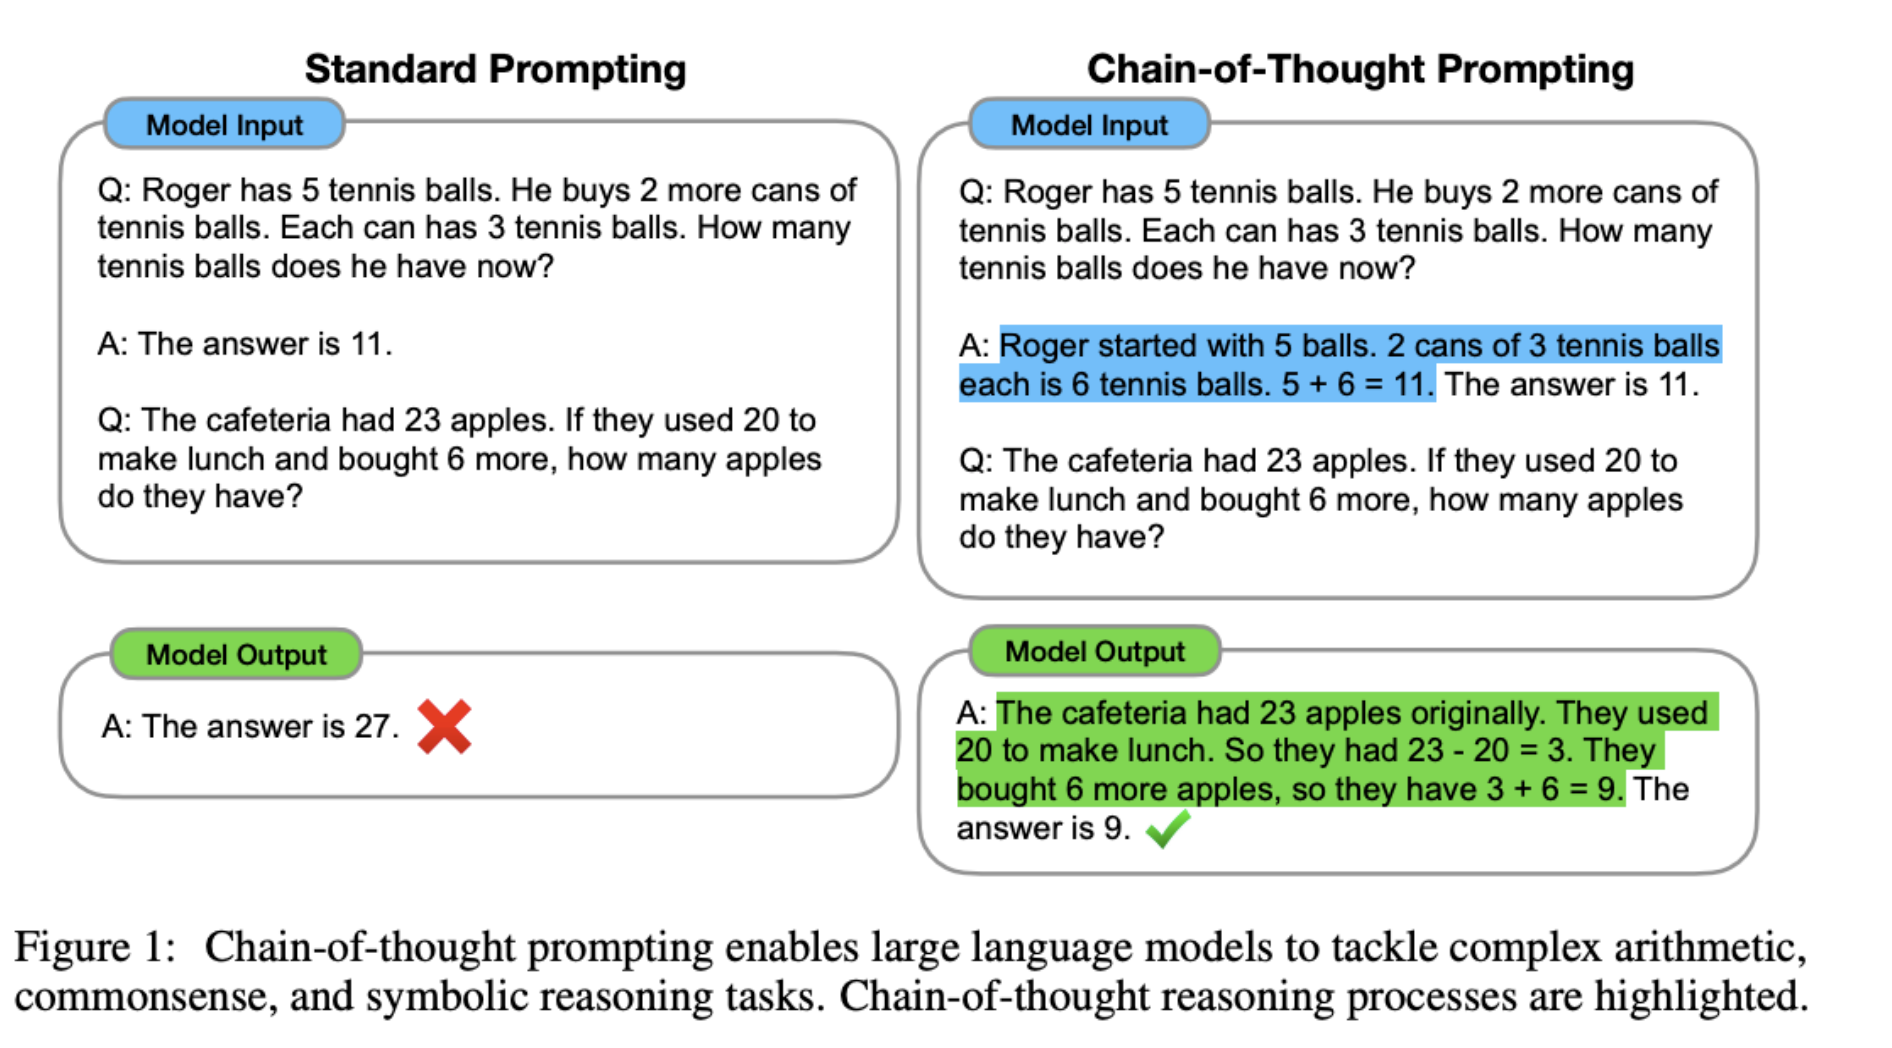 Standard Prompting
Model Input
Q: Roger has 5 tennis balls. He buys 2 more cans of
tennis balls. Each can has 3 tennis balls. How many
tennis balls does he have now?
A: The answer is 11.
Q: The cafeteria had 23 apples. If they used 20 to
make lunch and bought 6 more, how many apples
do they have?
Model Output
A: The answer is 27.
Chain-of-Thought Prompting
Model Input
Q: Roger has 5 tennis balls. He buys 2 more cans of
tennis balls. Each can has 3 tennis balls. How many
tennis balls does he have now?
A: Roger started with 5 balls. 2 cans of 3 tennis balls
each is 6 tennis balls. 5 + 6 = 11. The answer is 11.
Q: The cafeteria had 23 apples. If they used 20 to
make lunch and bought 6 more, how many apples
do they have?
Model Output
A: The cafeteria had 23 apples originally. They used
20 to make lunch. So they had 23 - 20 = 3. They
bought 6 more apples, so they have 3 + 6 = 9. The
answer is 9.
Figure 1: Chain-of-thought prompting enables large language models to tackle complex arithmetic,
commonsense, and symbolic reasoning tasks. Chain-of-thought reasoning processes are highlighted.